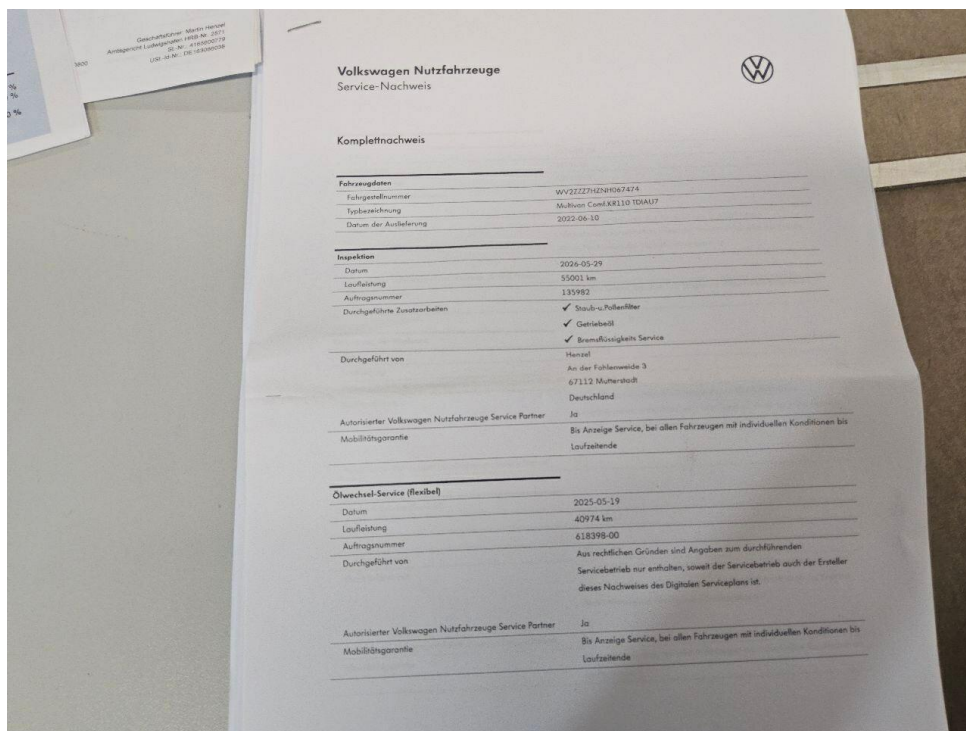 Geschäftsführer: Martin Henzel
Amtsgericht Ludwigshafen HRB-Nr. 2571
%
%
0 %
Volkswagen Nutzfahrzeuge
Service-Nachweis
Komplettnachweis
Fahrzeugdaten
Fahrgestellnummer WV2ZZZ7HZNH067474
Typbezeichnung Multivan Comf.KR110 TDIAU7
Datum der Auslieferung 2022-06-10
Inspektion
Datum 2026-05-29
Laufleistung 55001 km
Auftragsnummer 135982
Durchgeführte Zusatzarbeiten ✓ Staub-u.Pollenfilter
✓ Getriebeöl
✓ Bremsflüssigkeits Service
Durchgeführt von Henzel
An der Fohlenweide 3
67112 Mutterstadt
Deutschland
Autorisierter Volkswagen Nutzfahrzeuge Service Partner Ja
Mobilitätsgarantie Bis Anzeige Service, bei allen Fahrzeugen mit individuellen Konditionen bis
Laufzeitende
Ölwechsel-Service (flexibel)
Datum 2025-05-19
Laufleistung 40974 km
Auftragsnummer 618398-00
Durchgeführt von Aus rechtlichen Gründen sind Angaben zum durchführenden
Servicebetrieb nur enthalten, soweit der Servicebetrieb auch der Ersteller
dieses Nachweises des Digitalen Serviceplans ist.
Autorisierter Volkswagen Nutzfahrzeuge Service Partner Ja
Mobilitätsgarantie Bis Anzeige Service, bei allen Fahrzeugen mit individuellen Konditionen bis
Laufzeitende